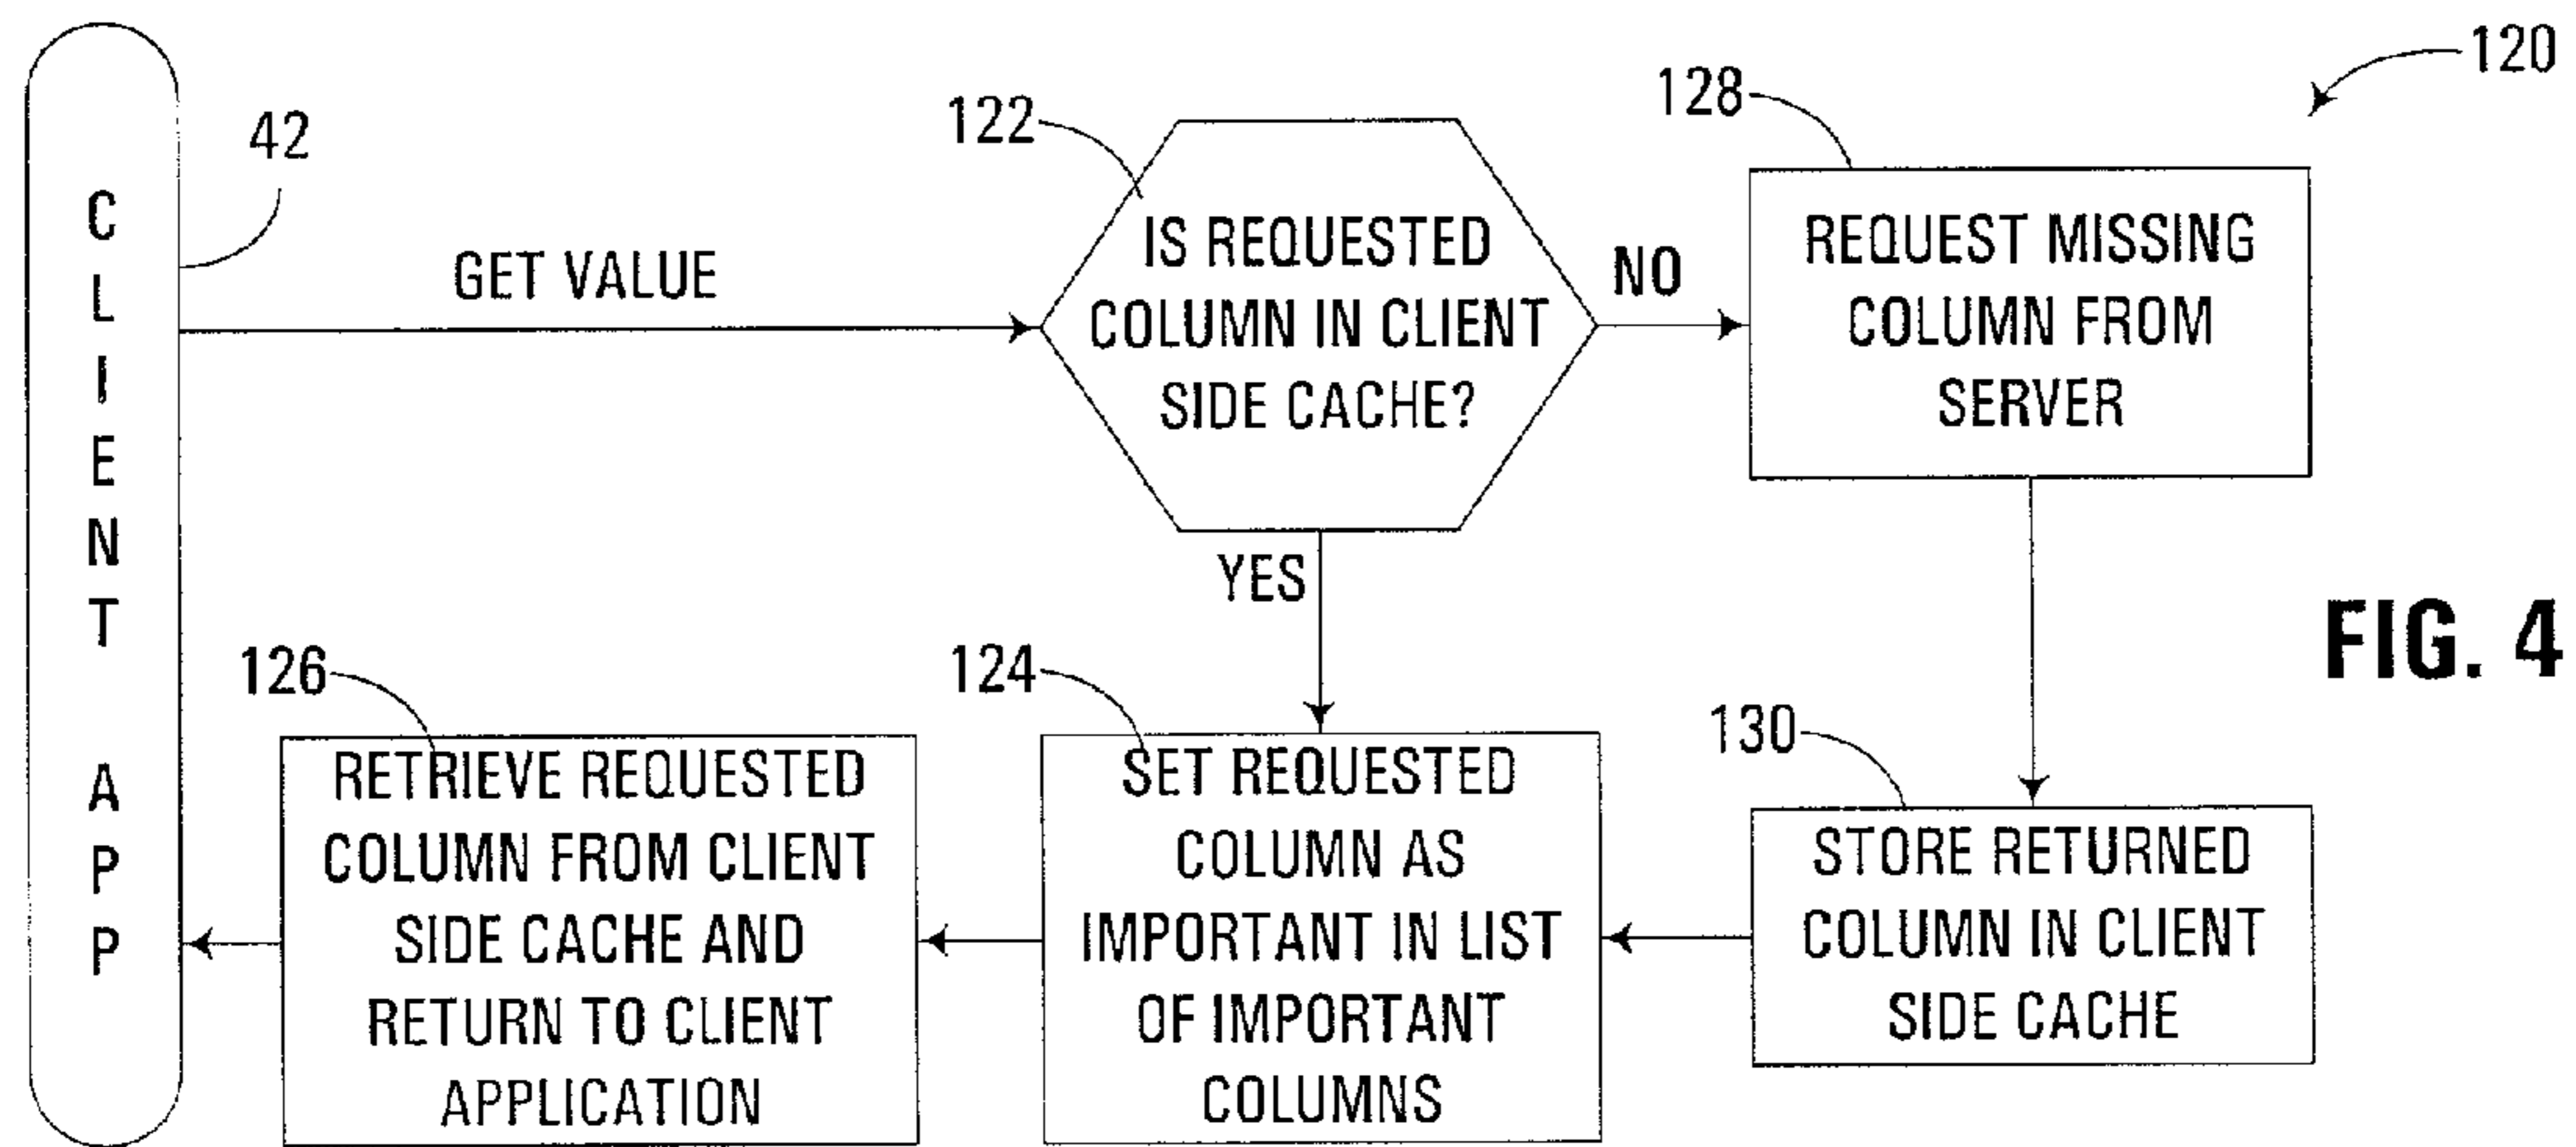 120
128
122
42
CLIENT APP
GET VALUE
IS REQUESTED
COLUMN IN CLIENT
SIDE CACHE?
NO
REQUEST MISSING
COLUMN FROM
SERVER
YES
FIG. 4
126
124
130
RETRIEVE REQUESTED
COLUMN FROM CLIENT
SIDE CACHE AND
RETURN TO CLIENT
APPLICATION
SET REQUESTED
COLUMN AS
IMPORTANT IN LIST
OF IMPORTANT
COLUMNS
STORE RETURNED
COLUMN IN CLIENT
SIDE CACHE